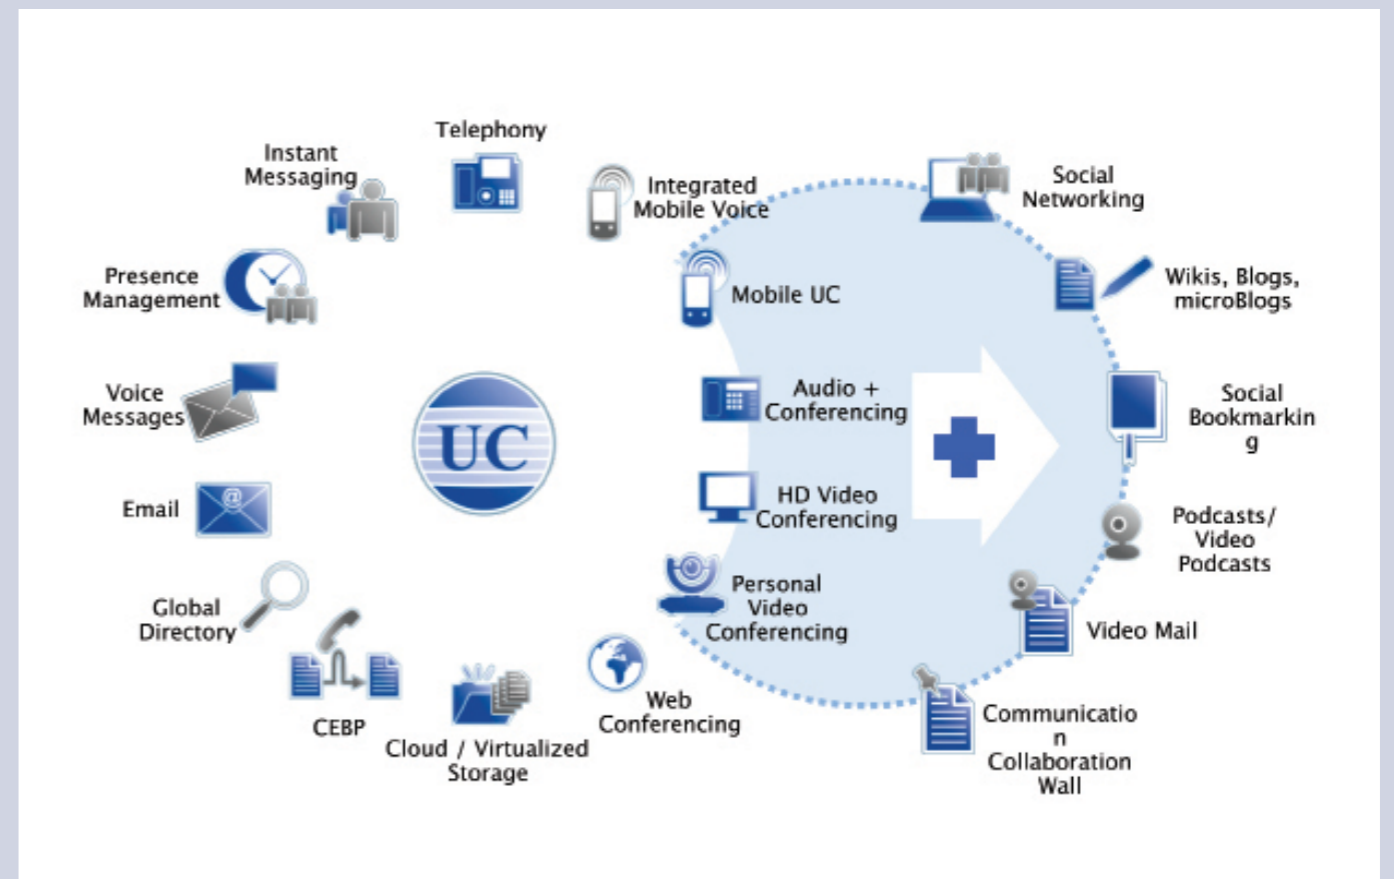 Telephony
Instant
Messaging
Integrated
Mobile Voice
Social
Networking
Presence
Management
Mobile UC
Wikis, Blogs,
microBlogs
Voice
Messages
UC
Audio +
Conferencing
Social
Bookmarkin
g
Email
@
HD Video
Conferencing
Podcasts/
Video
Podcasts
Global
Directory
Personal
Video
Conferencing
Video Mail
CEBP
Cloud / Virtualized
Storage
Web
Conferencing
Communicatio
n
Collaboration
Wall